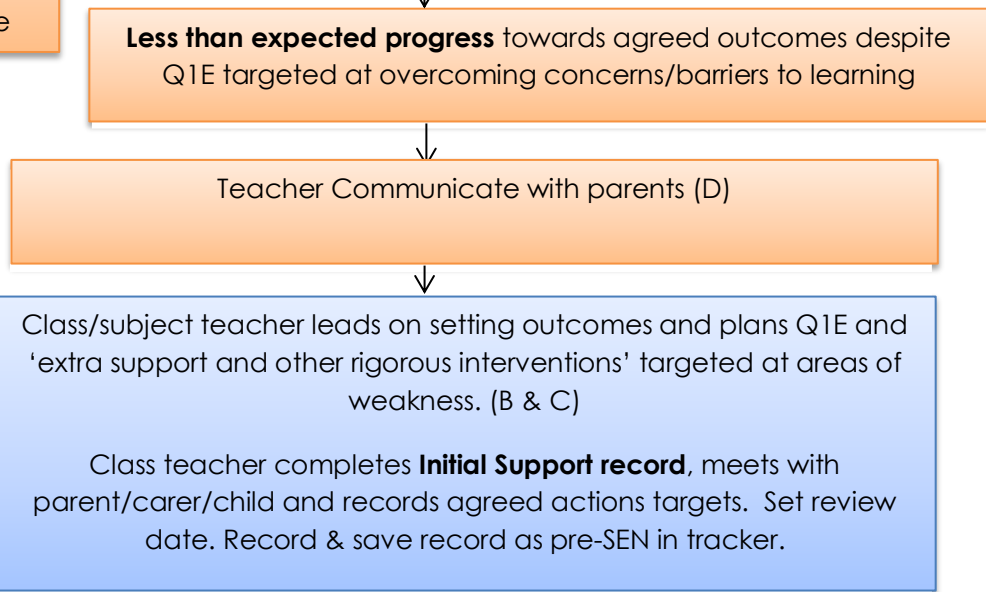 e
Less than expected progress towards agreed outcomes despite
Q1E targeted at overcoming concerns/barriers to learning
Teacher Communicate with parents (D)
Class/subject teacher leads on setting outcomes and plans Q1E and
‘extra support and other rigorous interventions’ targeted at areas of
weakness. (B & C)
Class teacher completes Initial Support record, meets with
parent/carer/child and records agreed actions targets.  Set review
date. Record & save record as pre-SEN in tracker.